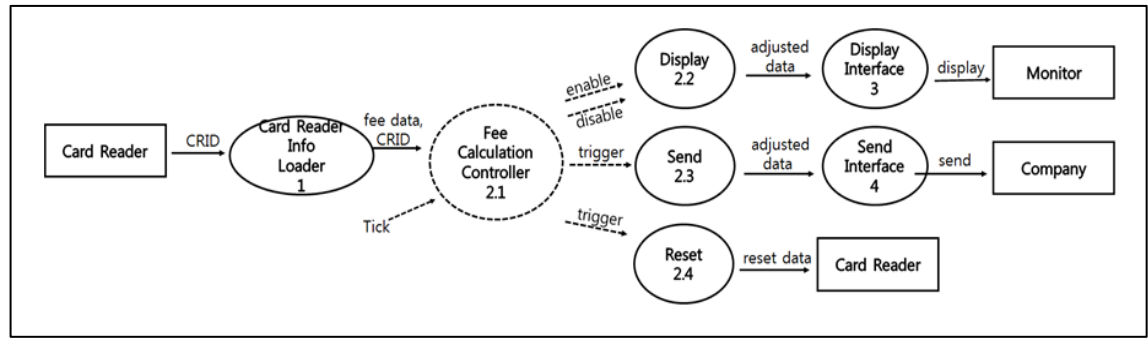 Card Reader
CRID
Card Reader
Info
Loader
1
fee data,
CRID
Tick
Fee
Calculation
Controller
2.1
enable
disable
Display
2.2
adjusted
data
Display
Interface
3
display
Monitor
trigger
Send
2.3
adjusted
data
Send
Interface
4
send
Company
trigger
Reset
2.4
reset data
Card Reader